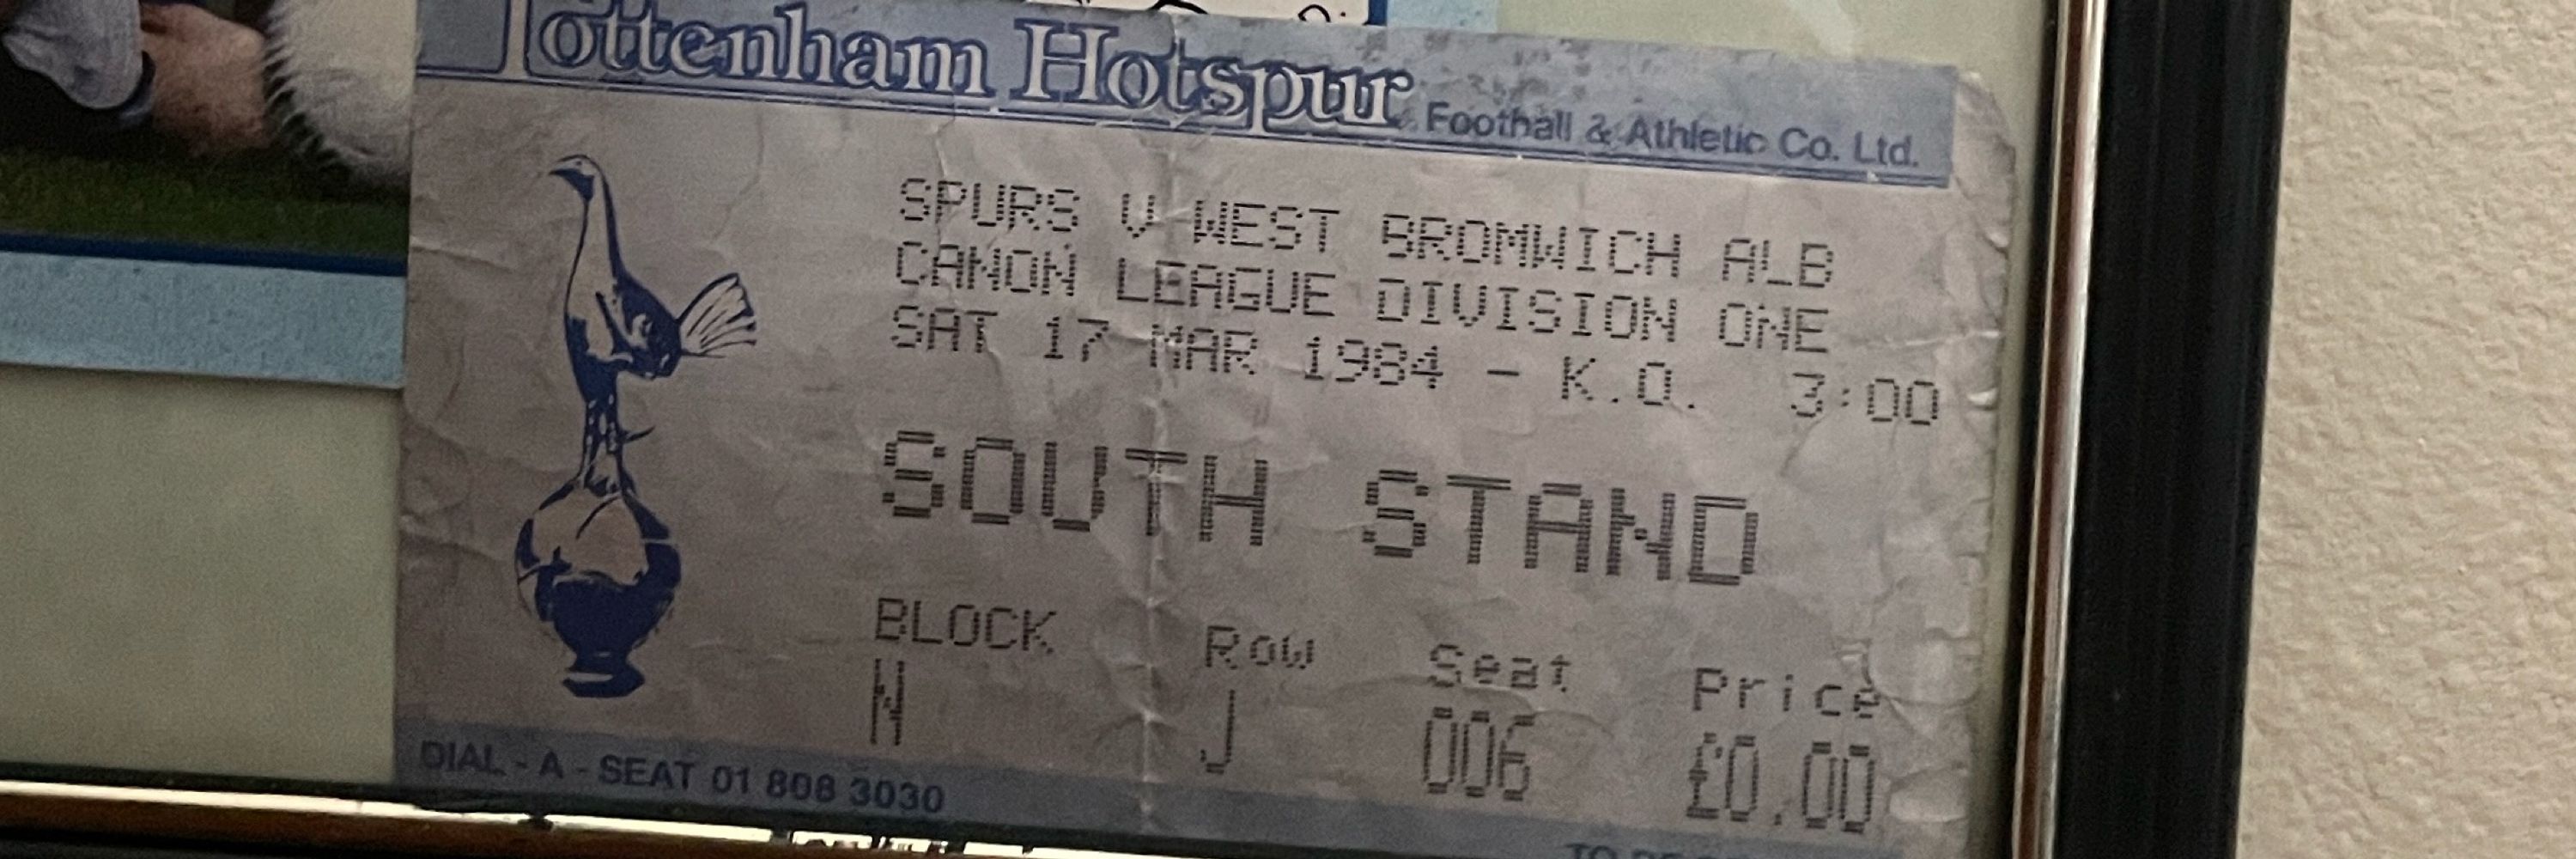 Tottenham Hotspur Football & Athletic Co. Ltd.
SPURS V WEST BROMWICH ALB
CANON LEAGUE DIVISION ONE
SAT 17 MAR 1984 - K.O. 3:00
SOUTH STAND
BLOCK Row Seat Price
N J 006 £0.00
DIAL - A - SEAT 01 808 3030
TO